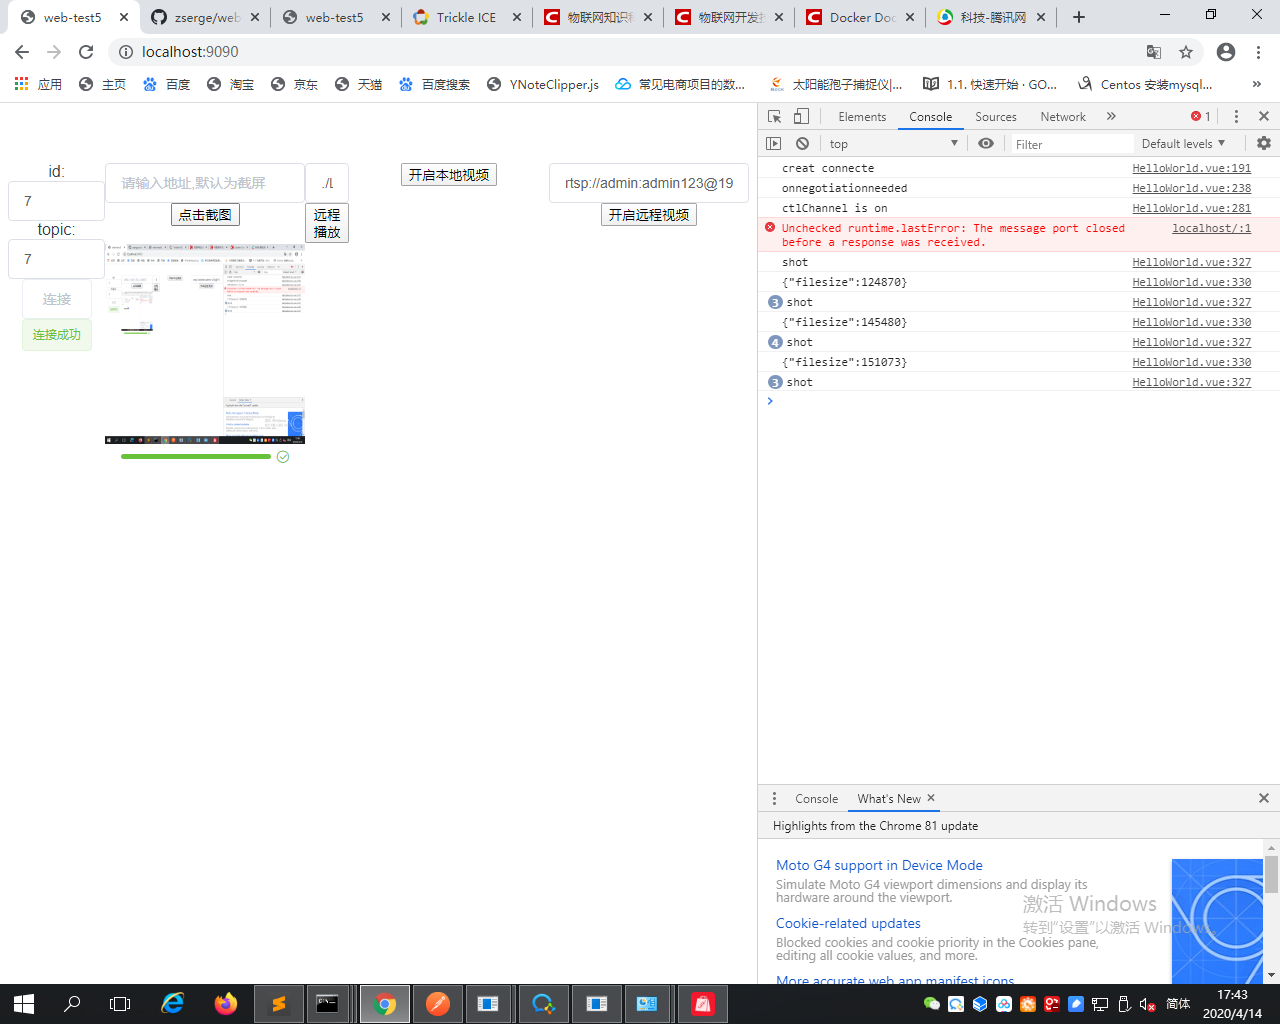 web-test5
zserge/web
web-test5
Trickle ICE
物联网知识
物联网开发
Docker Doc
科技-腾讯网
localhost:9090
应用
主页
百度
淘宝
京东
天猫
百度搜索
YNoteClipper.js
常见电商项目的数...
太阳能孢子捕捉仪|...
1.1. 快速开始 · GO...
Centos 安装mysql...
»
Elements
Console
Sources
Network
»
1
top
Filter
Default levels
id:
7
topic:
7
连接
连接成功
请输入地址,默认为截屏
点击截图
远程
播放
开启本地视频
rtsp://admin:admin123@19
开启远程视频
creat connecte HelloWorld.vue:191
onnegotiationneeded HelloWorld.vue:238
ctlChannel is on HelloWorld.vue:281
Unchecked runtime.lastError: The message port closed localhost/:1
before a response was received.
shot HelloWorld.vue:327
{"filesize":124870} HelloWorld.vue:330
3 shot HelloWorld.vue:327
{"filesize":145480} HelloWorld.vue:330
4 shot HelloWorld.vue:327
{"filesize":151073} HelloWorld.vue:330
3 shot HelloWorld.vue:327
Console
What's New
Highlights from the Chrome 81 update
Moto G4 support in Device Mode
Simulate Moto G4 viewport dimensions and display its
hardware around the viewport.
Cookie-related updates
Blocked cookies and cookie priority in the Cookies pane,
editing all cookie values, and more.
More accurate web app manifest icons
激活 Windows
转到"设置"以激活 Windows。
简体
17:43
2020/4/14